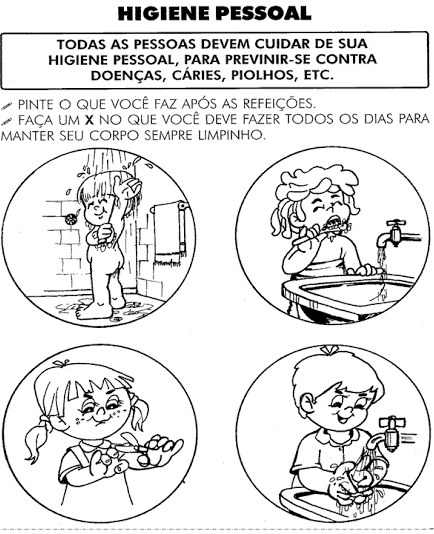 HIGIENE PESSOAL
TODAS AS PESSOAS DEVEM CUIDAR DE SUA
HIGIENE PESSOAL, PARA PREVINIR-SE CONTRA
DOENÇAS, CÁRIES, PIOLHOS, ETC.
PINTE O QUE VOCÊ FAZ APÓS AS REFEIÇÕES.
FAÇA UM X NO QUE VOCÊ DEVE FAZER TODOS OS DIAS PARA
MANTER SEU CORPO SEMPRE LIMPINHO.